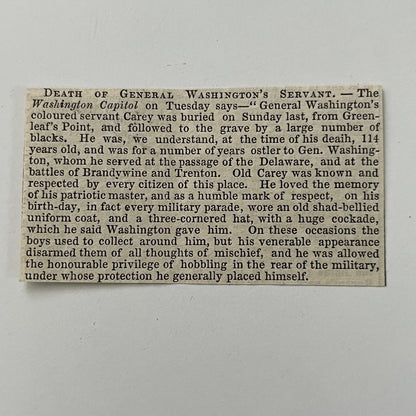 Death of General Washington's Servant. — The
Washington Capitol on Tuesday says—“ General Washington's
coloured servant Carey was buried on Sunday last, from Green-
leaf's Point, and followed to the grave by a large number of
blacks. He was, we understand, at the time of his death, 114
years old, and was for a number of years ostler to Gen. Washing-
ton, whom he served at the passage of the Delaware, and at the
battles of Brandywine and Trenton. Old Carey was known and
respected by every citizen of this place. He loved the memory
of his patriotic master, and as a humble mark of respect, on his
birth-day, in fact every military parade, wore an old shad-bellied
uniform coat, and a three-cornered hat, with a huge cockade,
which he said Washington gave him. On these occasions the
boys used to collect around him, but his venerable appearance
disarmed them of all thoughts of mischief, and he was allowed
the honourable privilege of hobbling in the rear of the military,
under whose protection he generally placed himself.